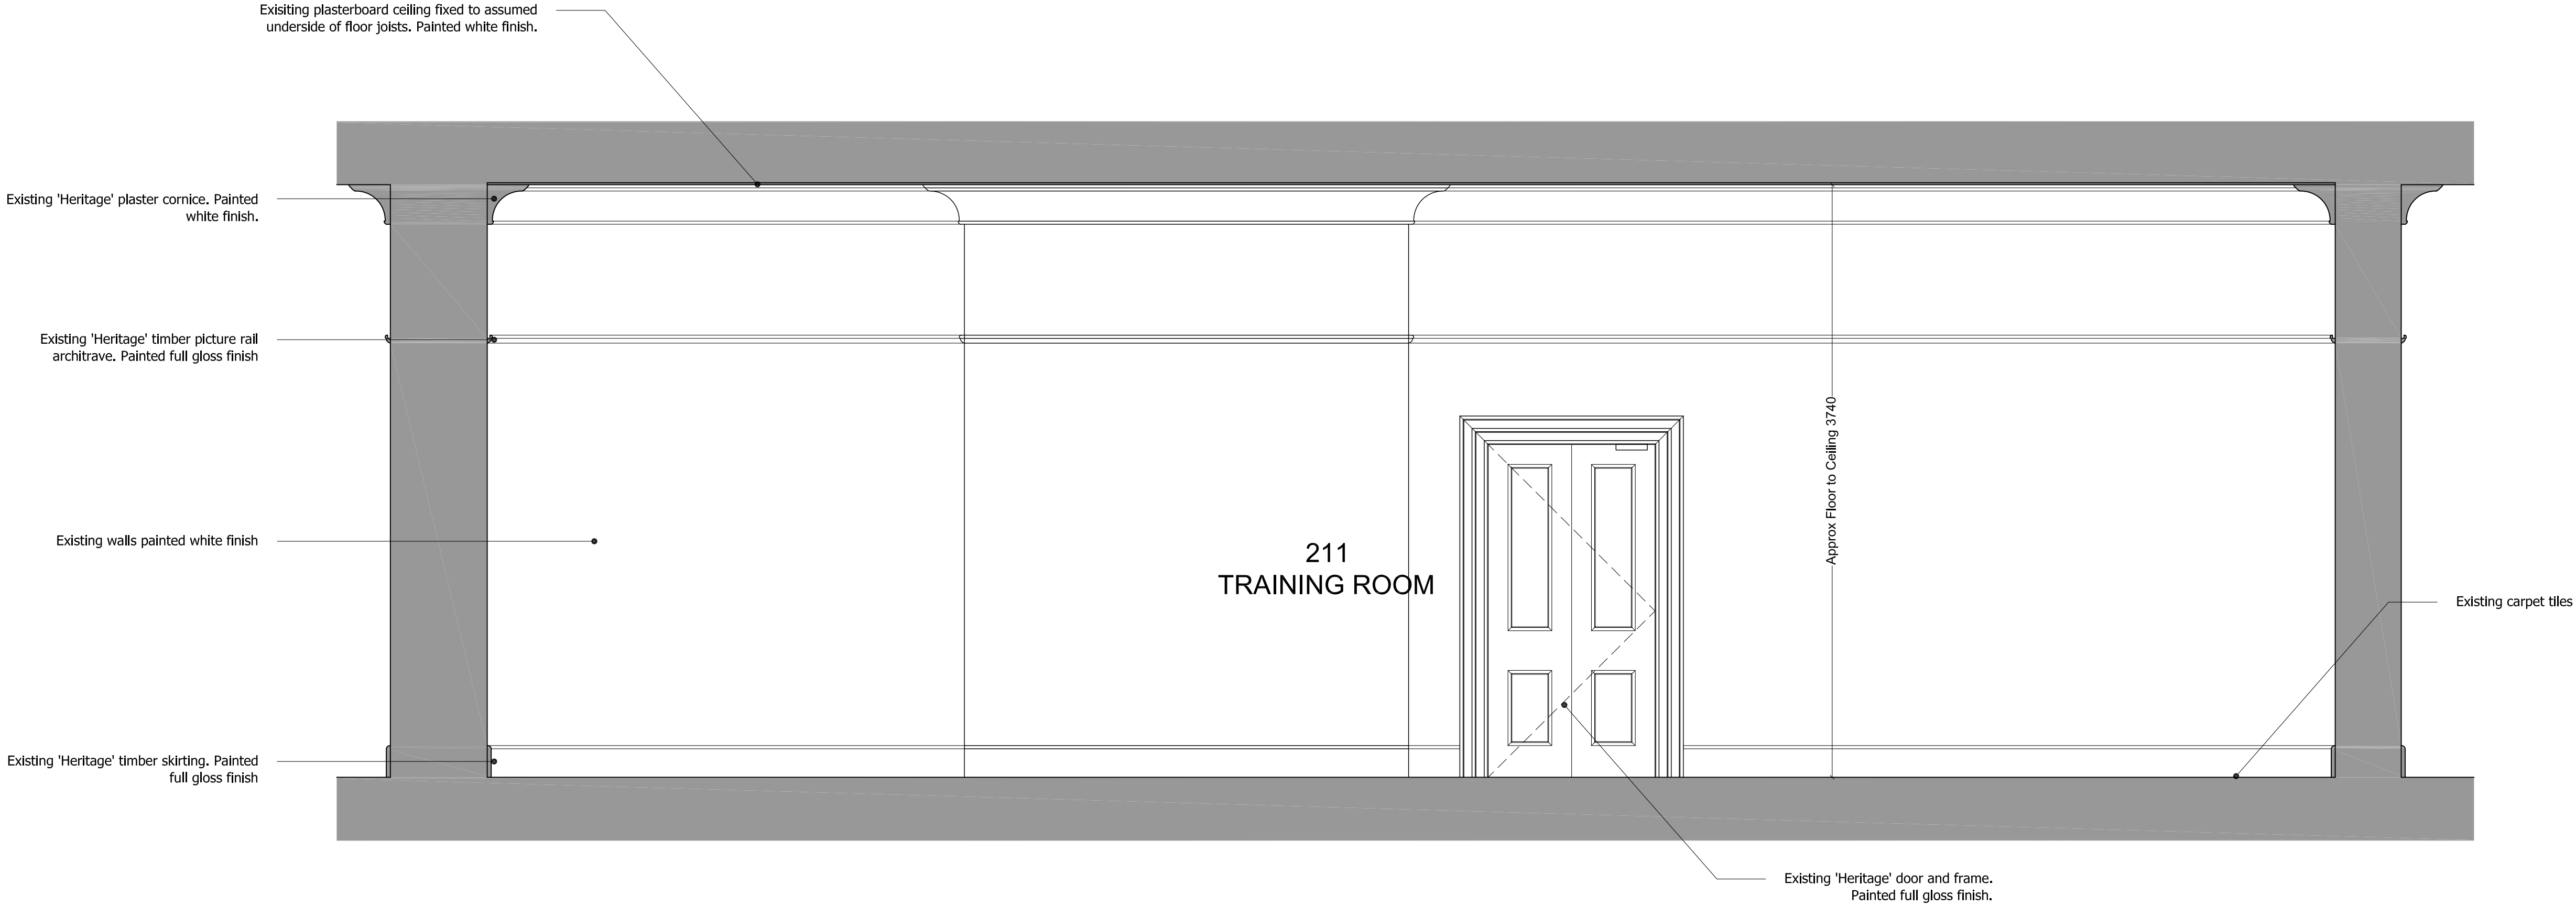 Exisiting plasterboard ceiling fixed to assumed
underside of floor joists. Painted white finish.
Existing 'Heritage' plaster cornice. Painted
white finish.
Existing 'Heritage' timber picture rail
architrave. Painted full gloss finish
Approx Floor to Ceiling 3740
Existing walls painted white finish
211
TRAINING ROOM
Existing carpet tiles
Existing 'Heritage' timber skirting. Painted
full gloss finish
Existing 'Heritage' door and frame.
Painted full gloss finish.